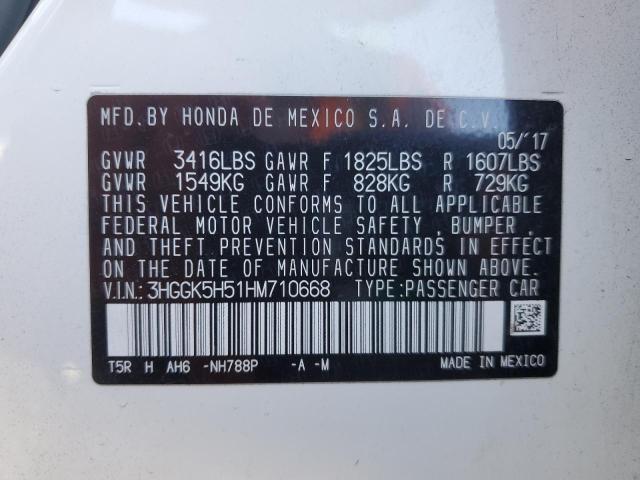 MFD. BY HONDA DE MEXICO S.A. DE C.V.
05/'17
GVWR 3416LBS GAWR F 1825LBS R 1607LBS
GVWR 1549KG GAWR F 828KG R 729KG
THIS VEHICLE CONFORMS TO ALL APPLICABLE
FEDERAL MOTOR VEHICLE SAFETY, BUMPER,
AND THEFT PREVENTION STANDARDS IN EFFECT
ON THE DATE OF MANUFACTURE SHOWN ABOVE.
V.I.N.: 3HGGK5H51HM710668 TYPE:PASSENGER CAR
T5R H AH6 -NH788P -A -M MADE IN MEXICO